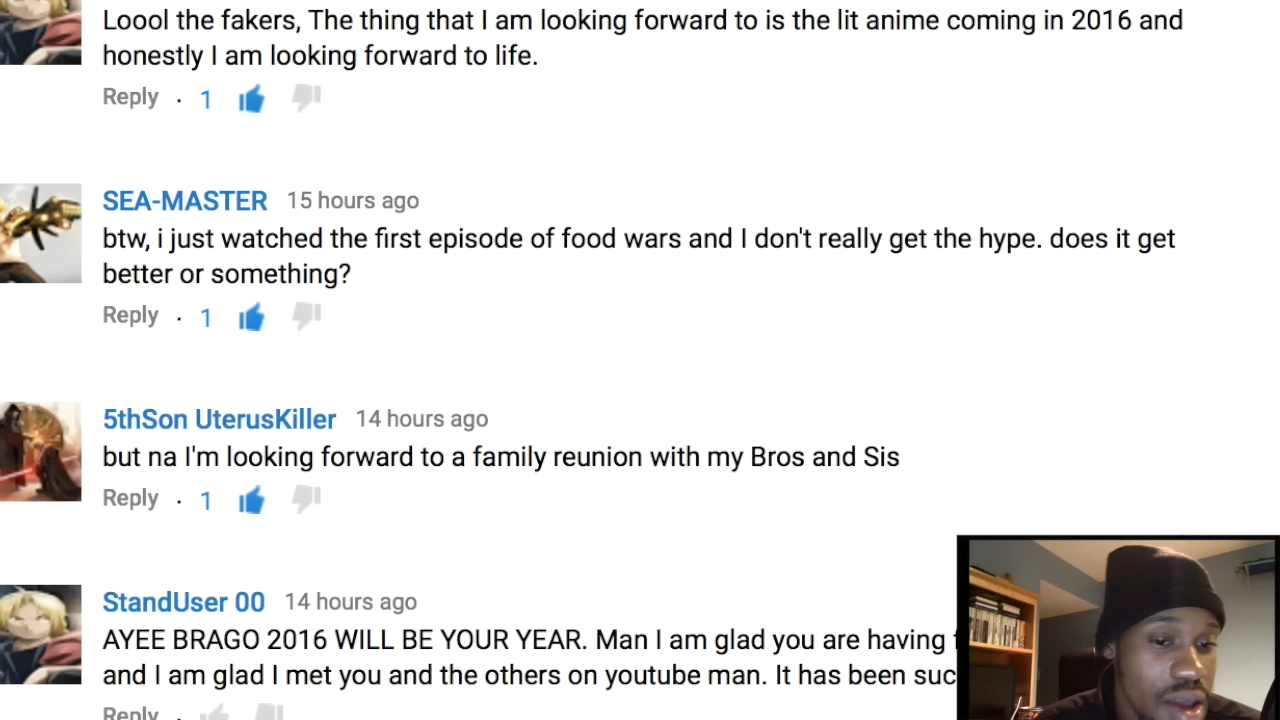 Loool the fakers, The thing that I am looking forward to is the lit anime coming in 2016 and
honestly I am looking forward to life.
Reply · 1
SEA-MASTER 15 hours ago
btw, i just watched the first episode of food wars and I don't really get the hype. does it get
better or something?
Reply · 1
5thSon UterusKiller 14 hours ago
but na I'm looking forward to a family reunion with my Bros and Sis
Reply · 1
StandUser 00 14 hours ago
AYEE BRAGO 2016 WILL BE YOUR YEAR. Man I am glad you are having
and I am glad I met you and the others on youtube man. It has been suc
Reply ·